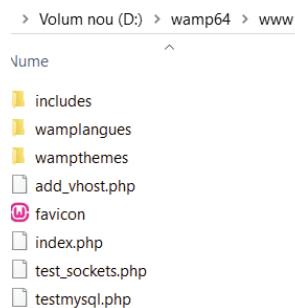 Volum nou (D:) > wamp64 > www
Nume
includes
wamplangues
wampthemes
add_vhost.php
favicon
index.php
test_sockets.php
testmysql.php